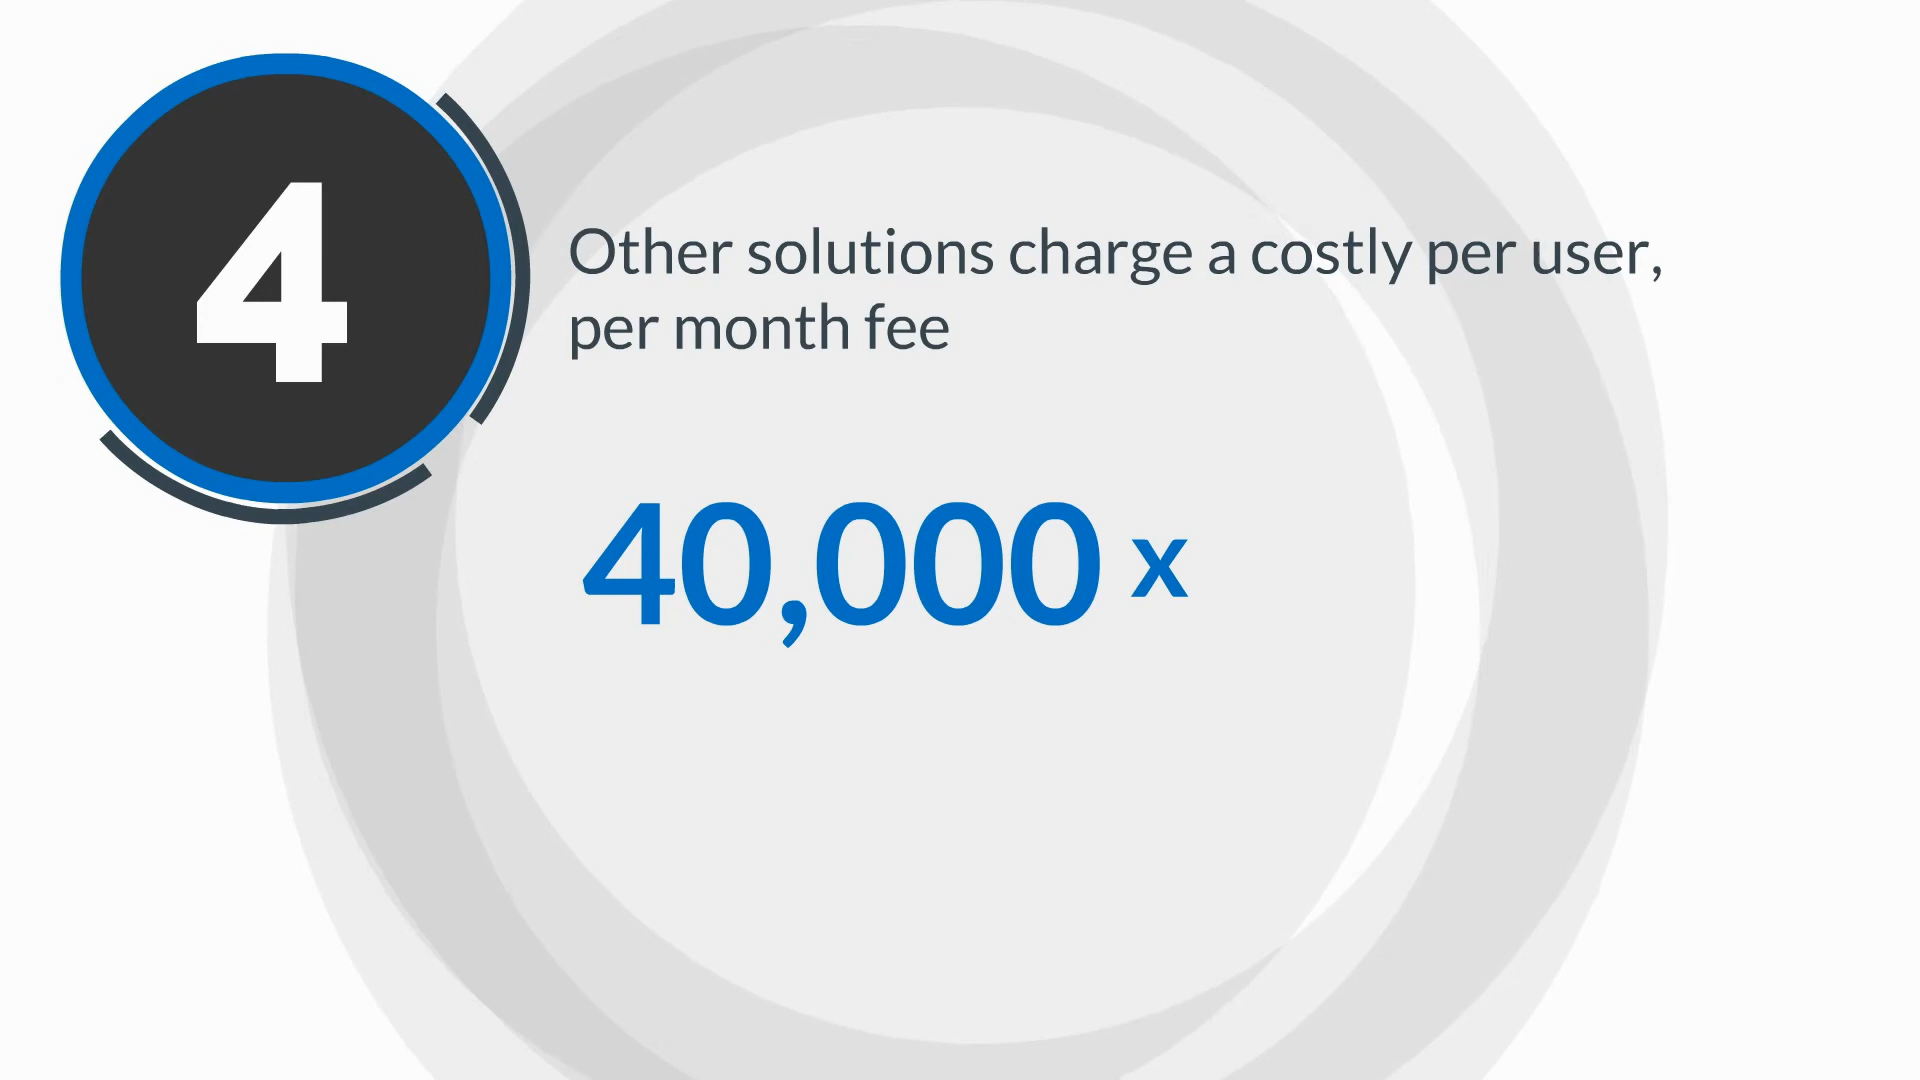 4
Other solutions charge a costly per user,
per month fee
40,000 x